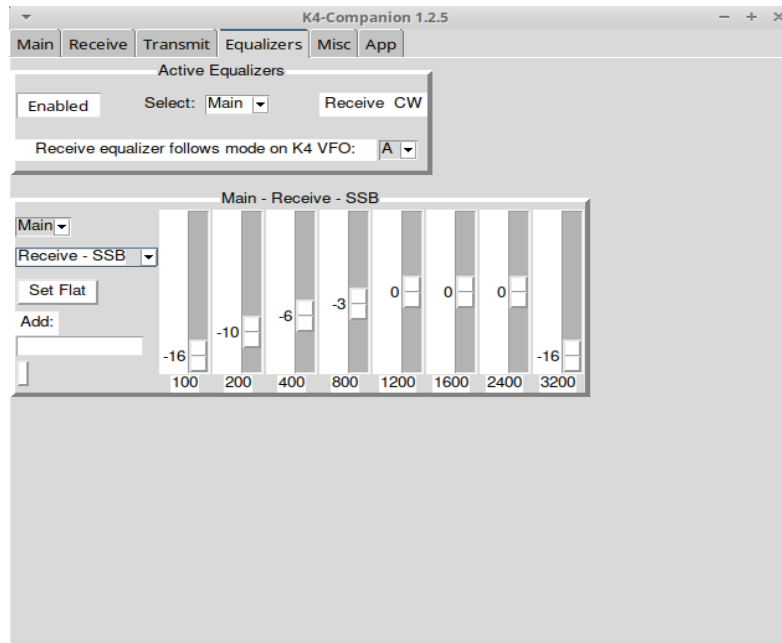 K4-Companion 1.2.5
Main Receive Transmit Equalizers Misc App
Active Equalizers
Enabled Select: Main Receive CW
Receive equalizer follows mode on K4 VFO: A
Main - Receive - SSB
Main
Receive - SSB
Set Flat
Add:
-16 -10 -6 -3 0 0 0 -16
100 200 400 800 1200 1600 2400 3200